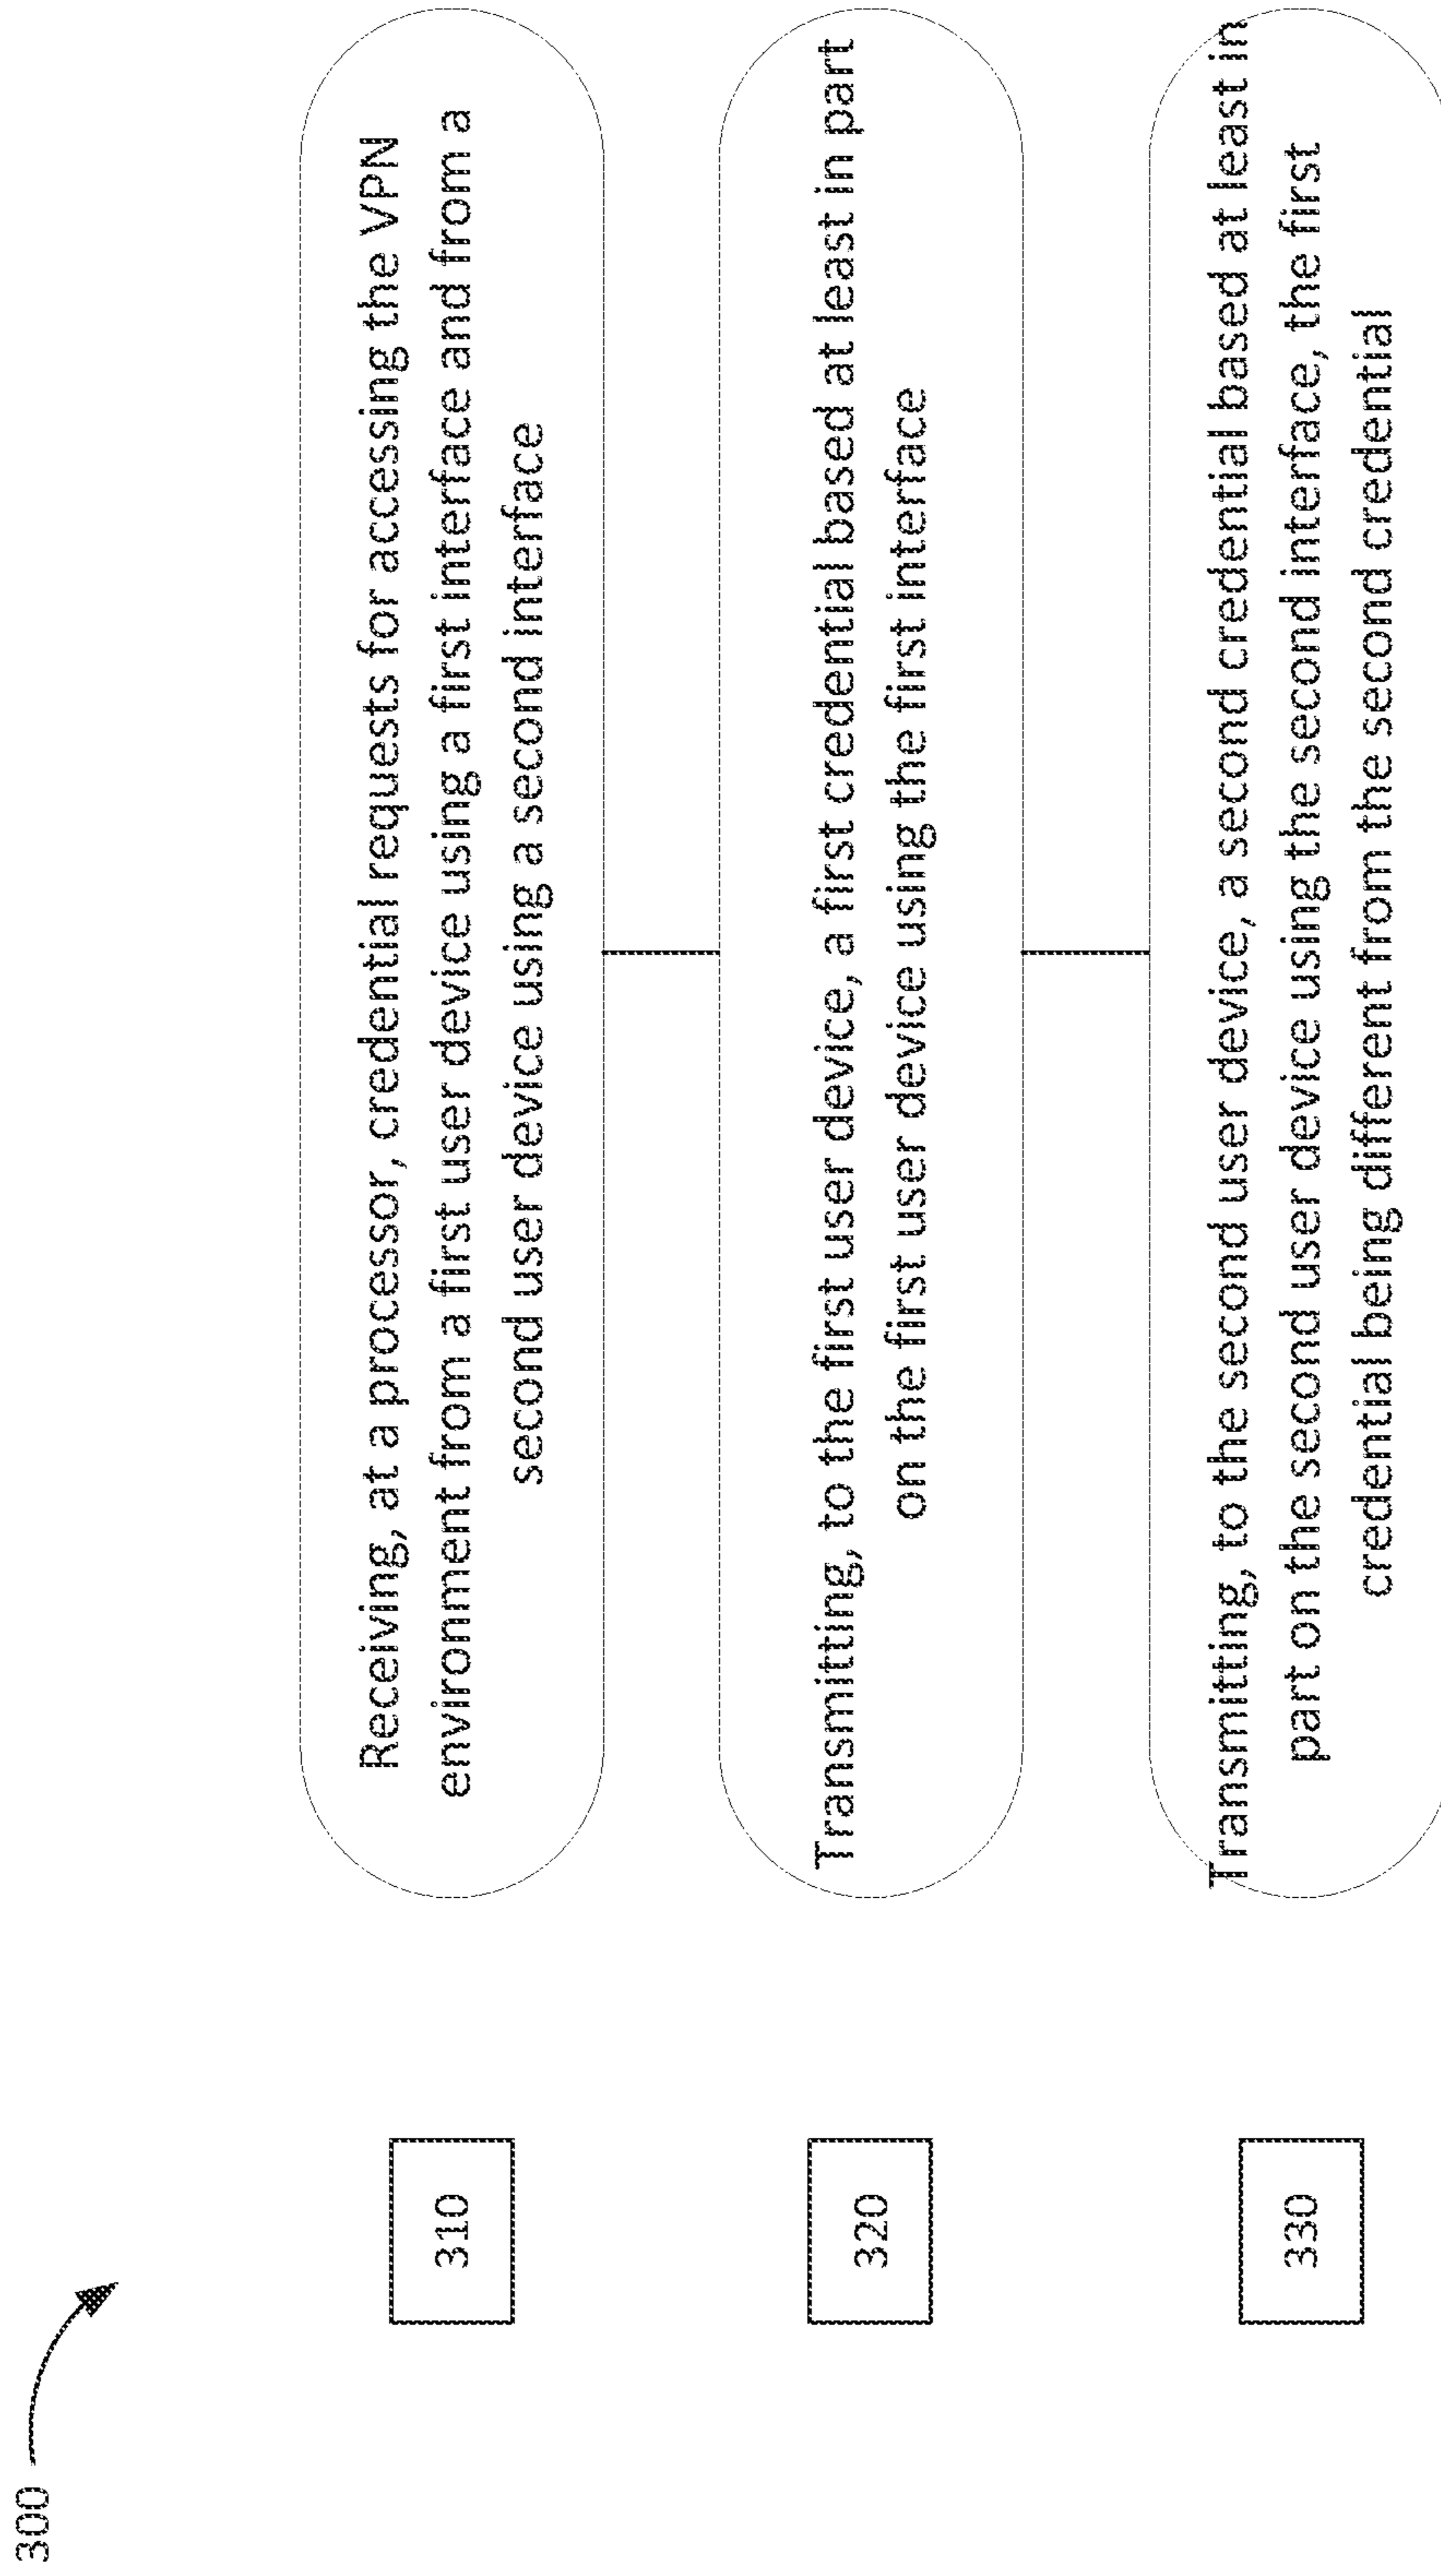 300
310
Receiving, at a processor, credential requests for accessing the VPN
environment from a first user device using a first interface and from a
second user device using a second interface
320
Transmitting, to the first user device, a first credential based at least in part
on the first user device using the first interface
330
Transmitting, to the second user device, a second credential based at least in
part on the second user device using the second interface, the first
credential being different from the second credential